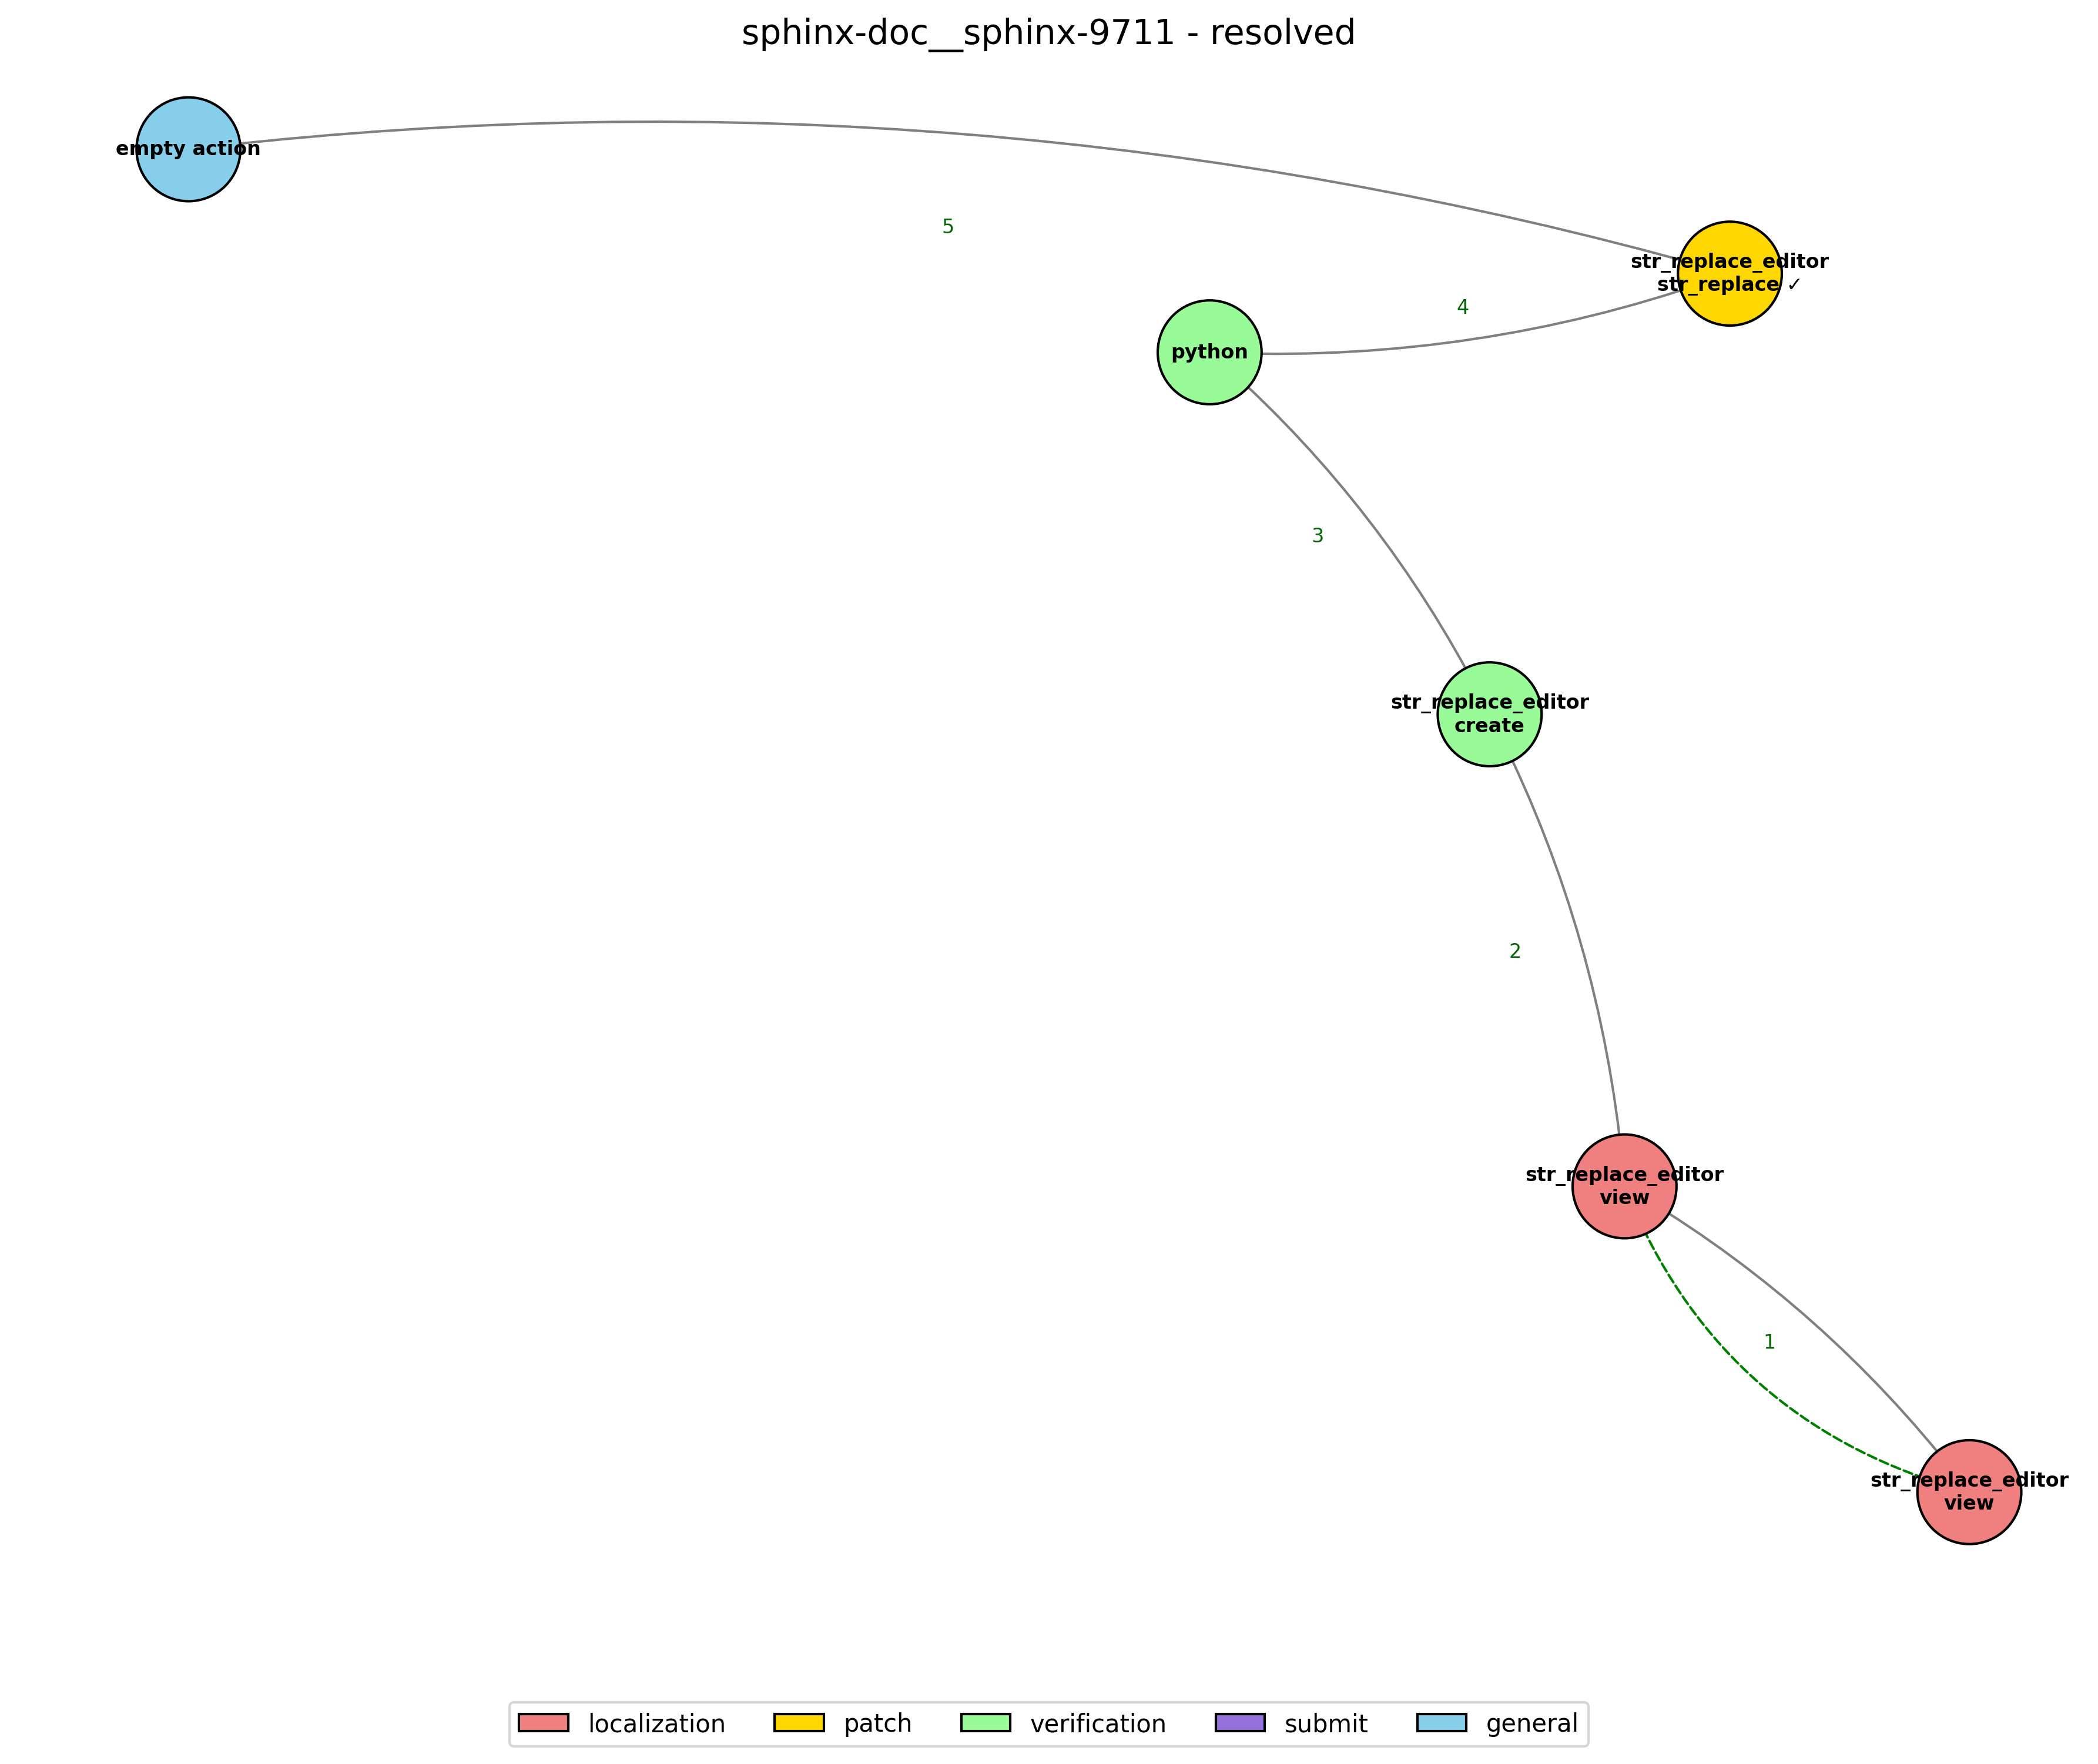 sphinx-doc__sphinx-9711 - resolved
empty action
5
str_replace_editor
str_replace ✓
4
python
3
str_replace_editor
create
2
str_replace_editor
view
1
str_replace_editor
view
localization
patch
verification
submit
general